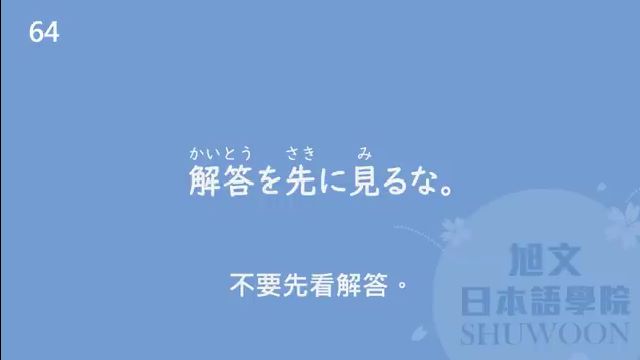 64
かいとう さき み
解答を先に見るな。
不要先看解答。
旭文
日本語學院
SHUWOON